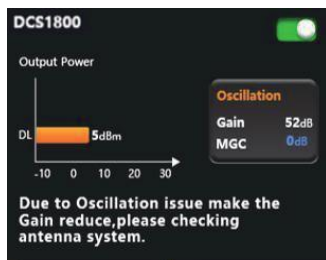 DCS1800
Output Power
Oscillation
Gain 52dB
MGC 0dB
DL 5dBm
-10 0 10 20 30
Due to Oscillation issue make the
Gain reduce,please checking
antenna system.